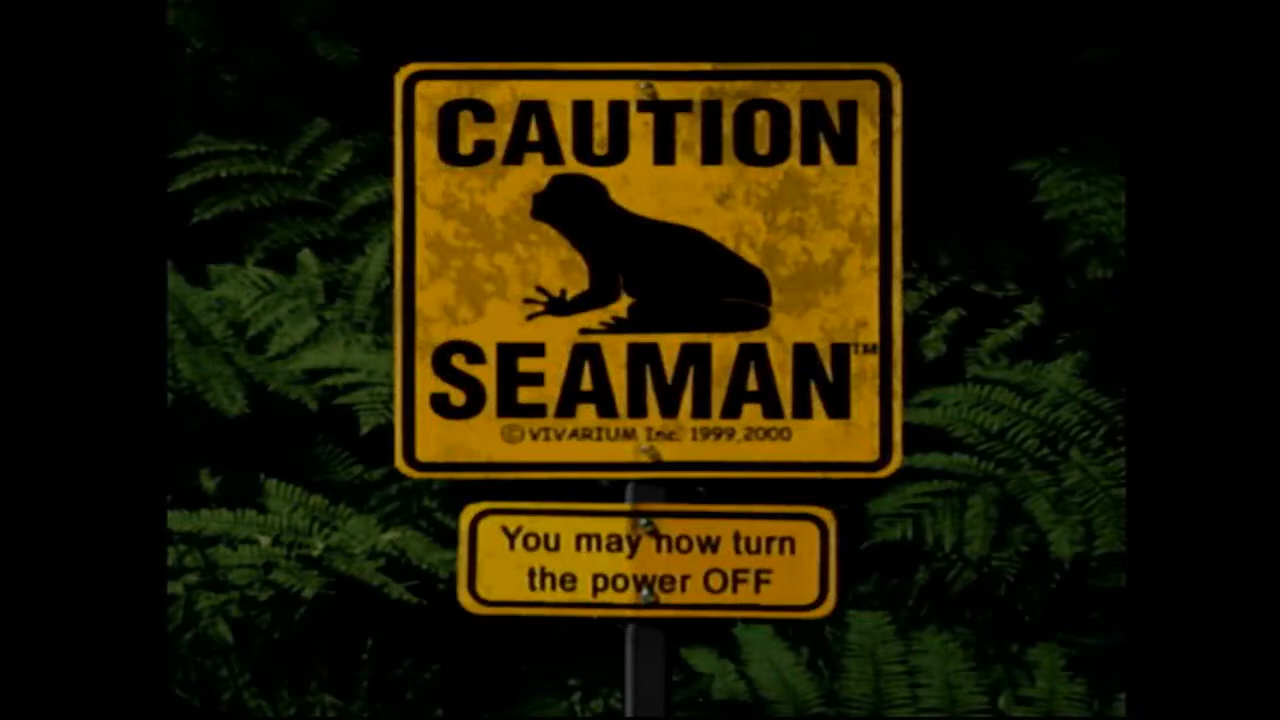 CAUTION
SEAMAN™
© VIVARIUM Inc. 1999,2000
You may now turn
the power OFF